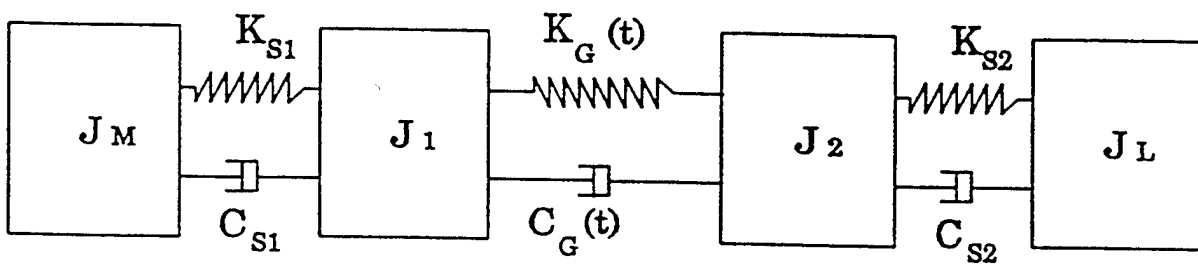 K_S1
K_G (t)
K_S2
J_M
J_1
J_2
J_L
C_S1
C_G (t)
C_S2